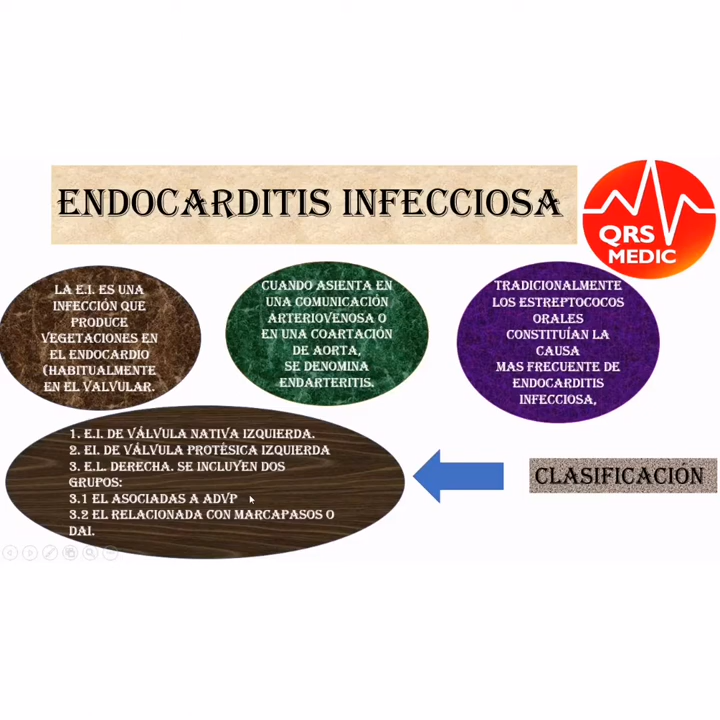 ENDOCARDITIS INFECCIOSA
QRS
MEDIC
LA E.I. ES UNA
INFECCIÓN QUE
PRODUCE
VEGETACIONES EN
EL ENDOCARDIO
(HABITUALMENTE
EN EL VALVULAR.
CUANDO ASIENTA EN
UNA COMUNICACIÓN
ARTERIOVENOSA O
EN UNA COARTACIÓN
DE AORTA,
SE DENOMINA
ENDARTERITIS.
TRADICIONALMENTE
LOS ESTREPTOCOCOS
ORALES
CONSTITUÍAN LA
CAUSA
MAS FRECUENTE DE
ENDOCARDITIS
INFECCIOSA,
1. E.I. DE VÁLVULA NATIVA IZQUIERDA.
2. EI. DE VÁLVULA PROTÉSICA IZQUIERDA
3. E.L. DERECHA. SE INCLUYEN DOS
GRUPOS:
3.1 EL ASOCIADAS A ADVP
3.2 EL RELACIONADA CON MARCAPASOS O
DAI.
CLASIFICACIÓN